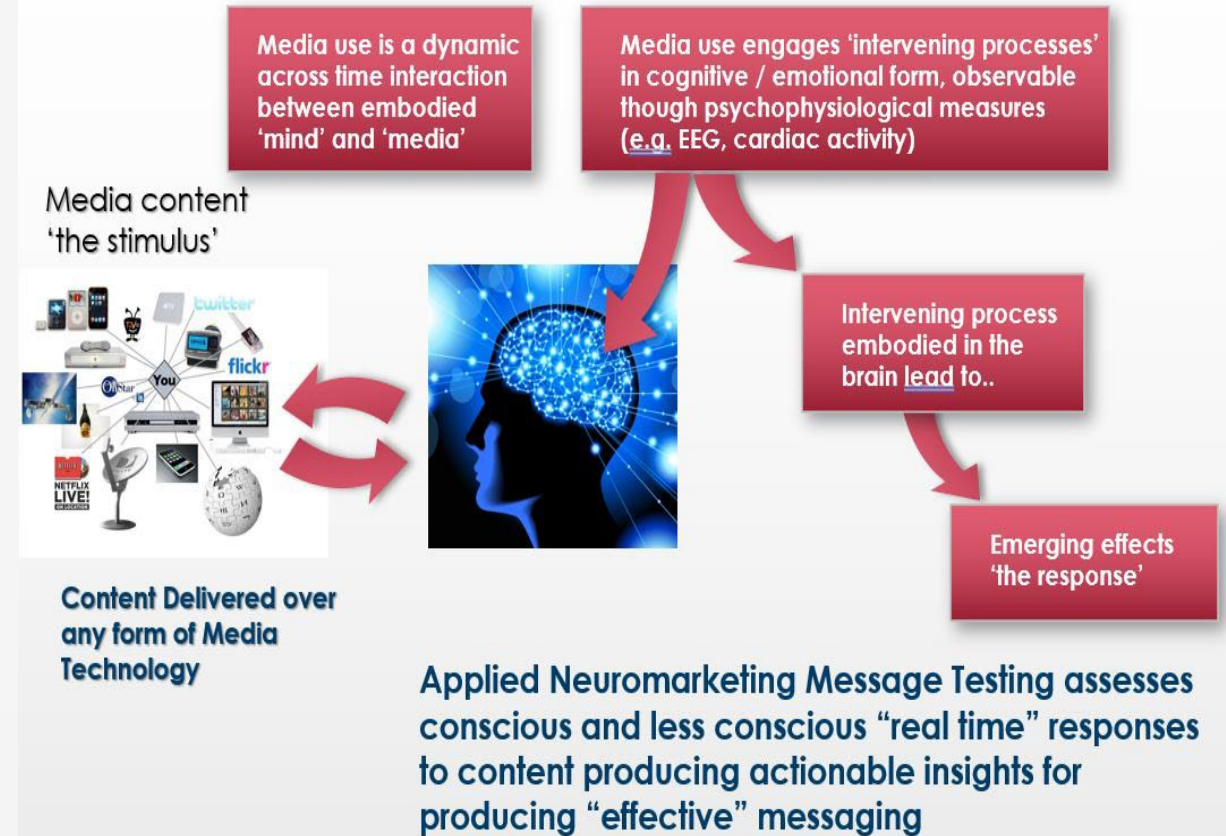 Media use is a dynamic
across time interaction
between embodied
‘mind’ and ‘media’
Media use engages ‘intervening processes’
in cognitive / emotional form, observable
though psychophysiological measures
(e.g. EEG, cardiac activity)
Media content
‘the stimulus’
twitter
TiVo
flickr
You
OnStar
NETFLIX
LIVE!
ON LOCATION
Intervening process
embodied in the
brain lead to..
Emerging effects
‘the response’
Content Delivered over
any form of Media
Technology
Applied Neuromarketing Message Testing assesses
conscious and less conscious “real time” responses
to content producing actionable insights for
producing “effective” messaging